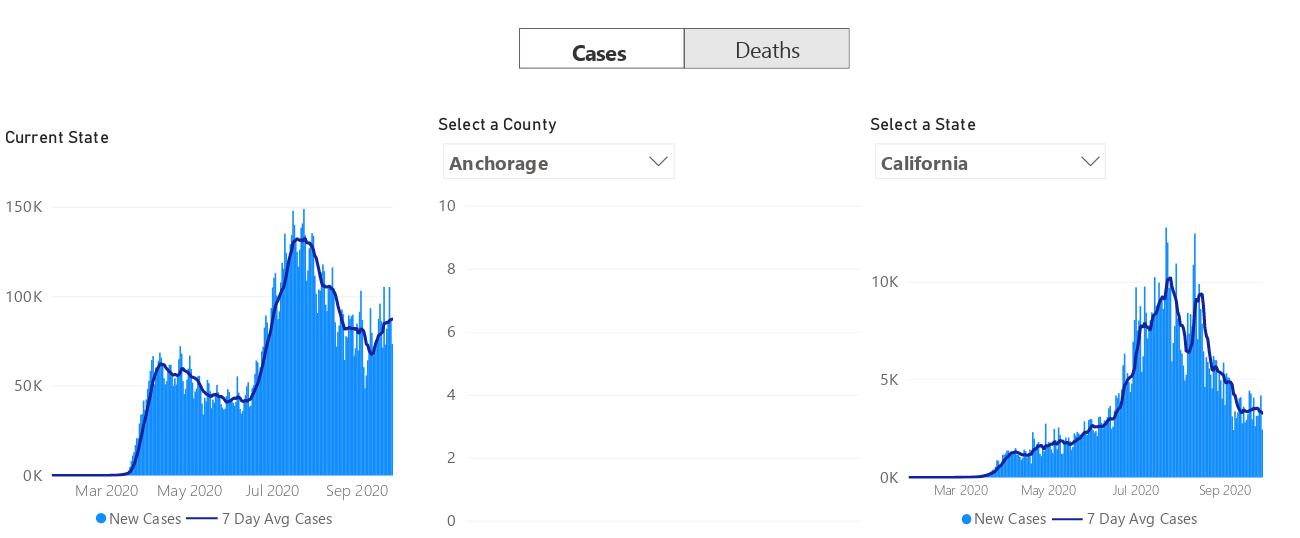 Cases
Deaths
Current State
150K
100K
50K
0K
Mar 2020 May 2020 Jul 2020 Sep 2020
New Cases 7 Day Avg Cases
Select a County
Anchorage
10
8
6
4
2
0
Select a State
California
10K
5K
0K
Mar 2020 May 2020 Jul 2020 Sep 2020
New Cases 7 Day Avg Cases